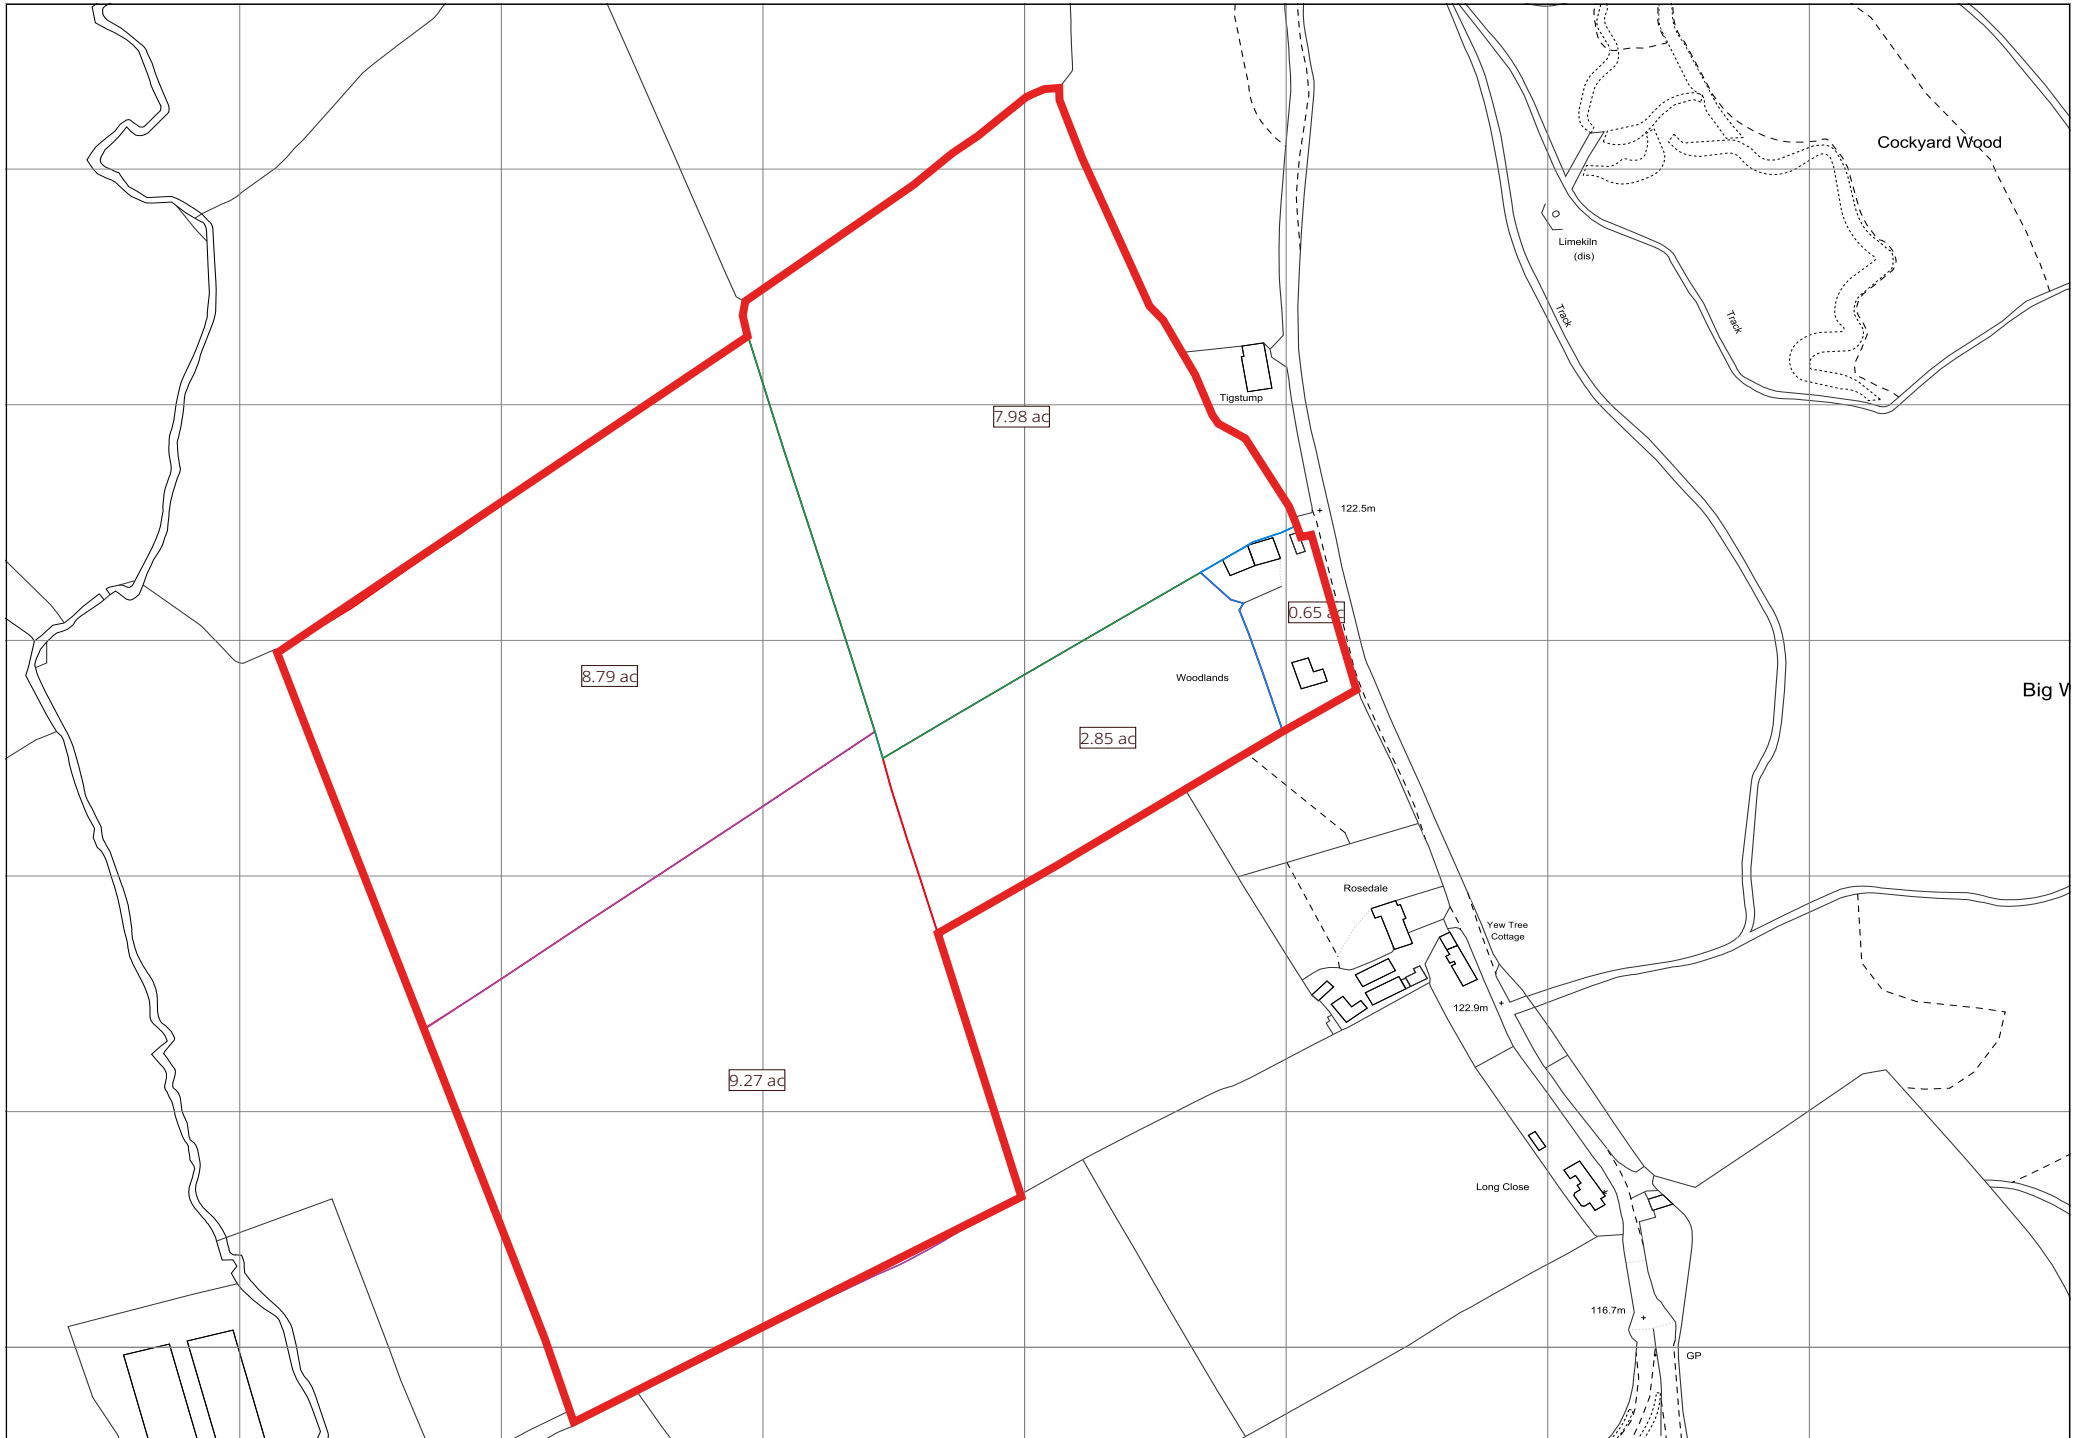 Cockyard Wood
Limekiln
(dis)
Track
Track
Tigstump
7.98 ac
122.5m
0.65 ac
8.79 ac
Woodlands
Big W
2.85 ac
Rosedale
Yew Tree
Cottage
122.9m
9.27 ac
Long Close
116.7m
GP